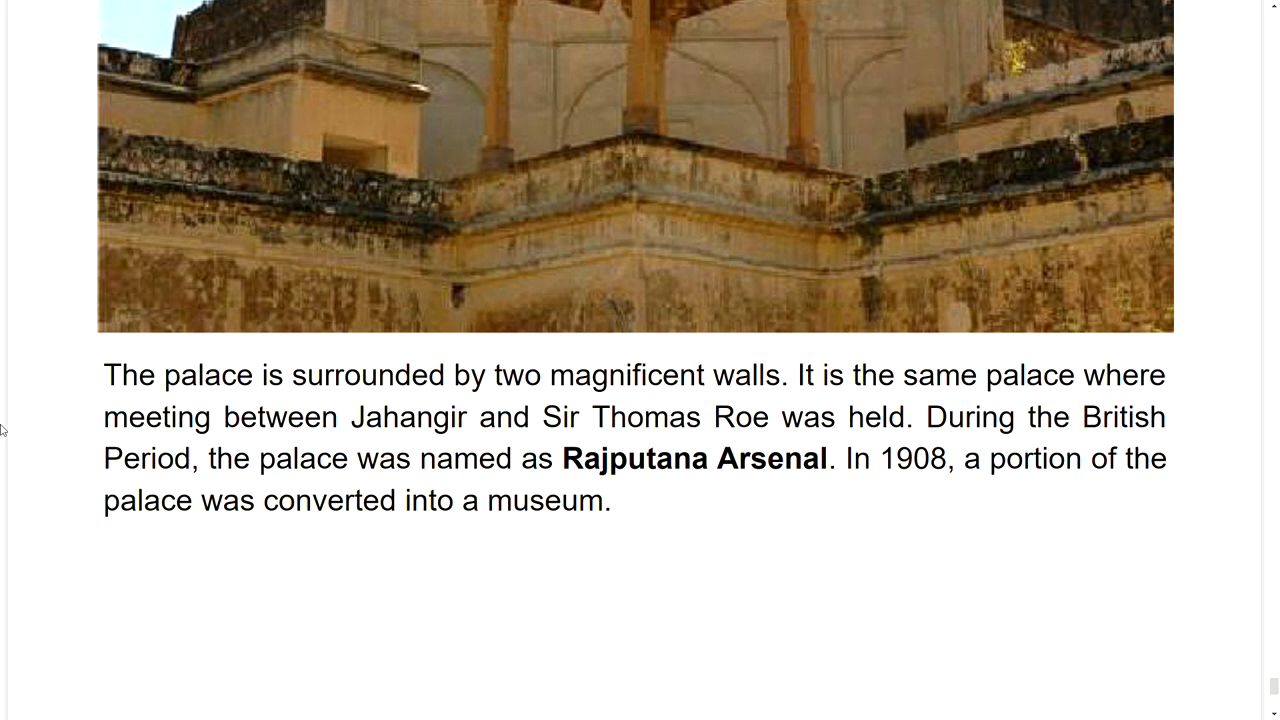 The palace is surrounded by two magnificent walls. It is the same palace where
meeting between Jahangir and Sir Thomas Roe was held. During the British
Period, the palace was named as Rajputana Arsenal. In 1908, a portion of the
palace was converted into a museum.